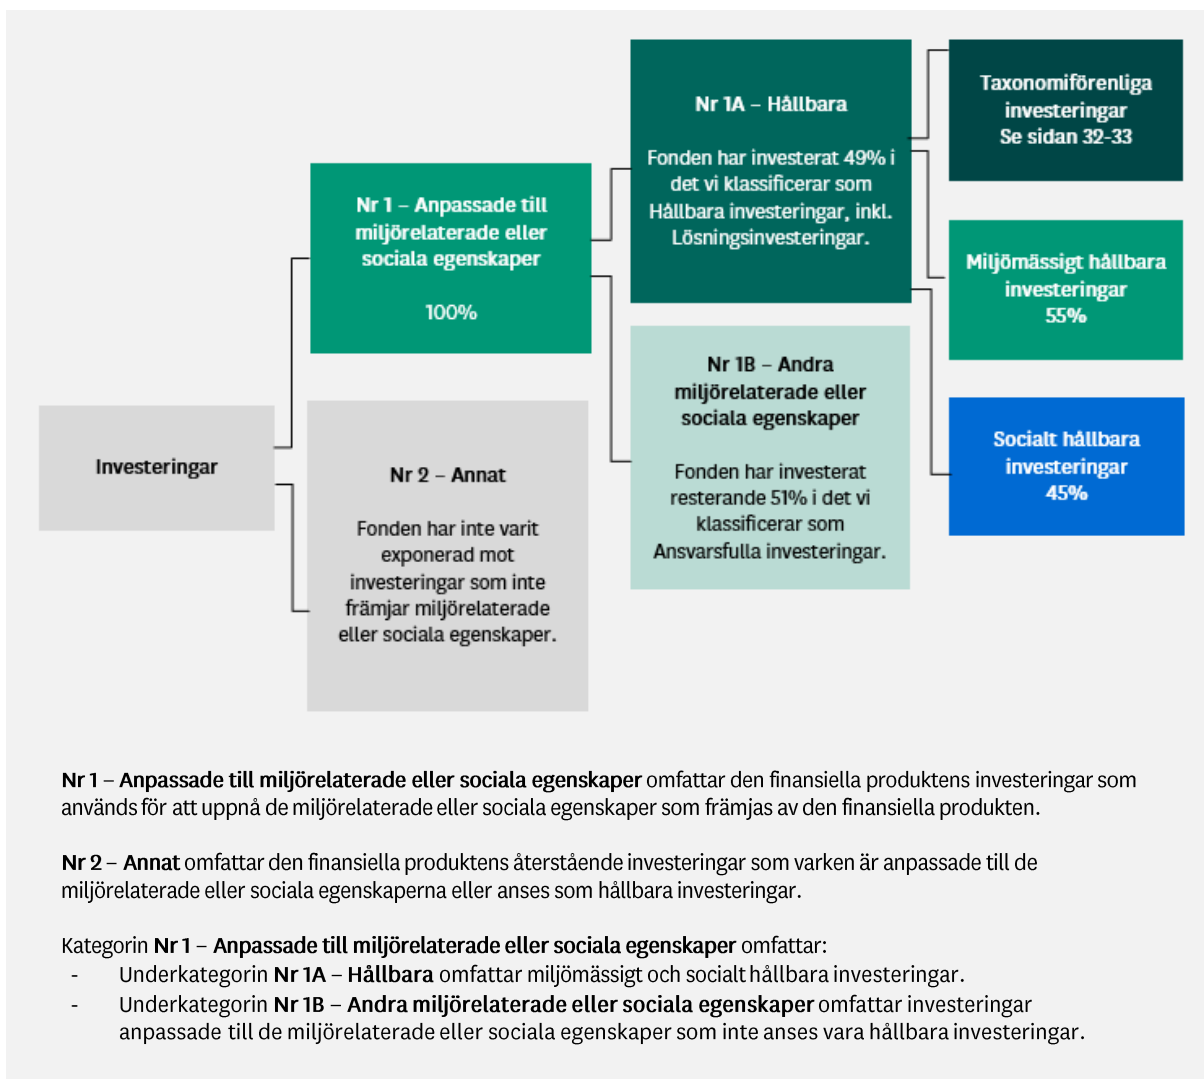 Investeringar
Nr 1 – Anpassade till
miljörelaterade eller
sociala egenskaper
100%
Nr 2 – Annat
Fonden har inte varit
exponerad mot
investeringar som inte
främjar miljörelaterade
eller sociala egenskaper.
Nr 1A – Hållbara
Fonden har investerat 49% i
det vi klassificerar som
Hållbara investeringar, inkl.
Lösningsinvesteringar.
Nr 1B – Andra
miljörelaterade eller
sociala egenskaper
Fonden har investerat
resterande 51% i det vi
klassificerar som
Ansvarsfulla investeringar.
Taxonomiförenliga
investeringar
Se sidan 32-33
Miljömässigt hållbara
investeringar
55%
Socialt hållbara
investeringar
45%
Nr 1 – Anpassade till miljörelaterade eller sociala egenskaper omfattar den finansiella produktens investeringar som
används för att uppnå de miljörelaterade eller sociala egenskaper som främjas av den finansiella produkten.
Nr 2 – Annat omfattar den finansiella produktens återstående investeringar som varken är anpassade till de
miljörelaterade eller sociala egenskaperna eller anses som hållbara investeringar.
Kategorin Nr 1 – Anpassade till miljörelaterade eller sociala egenskaper omfattar:
- Underkategorin Nr 1A – Hållbara omfattar miljömässigt och socialt hållbara investeringar.
- Underkategorin Nr 1B – Andra miljörelaterade eller sociala egenskaper omfattar investeringar
anpassade till de miljörelaterade eller sociala egenskaper som inte anses vara hållbara investeringar.